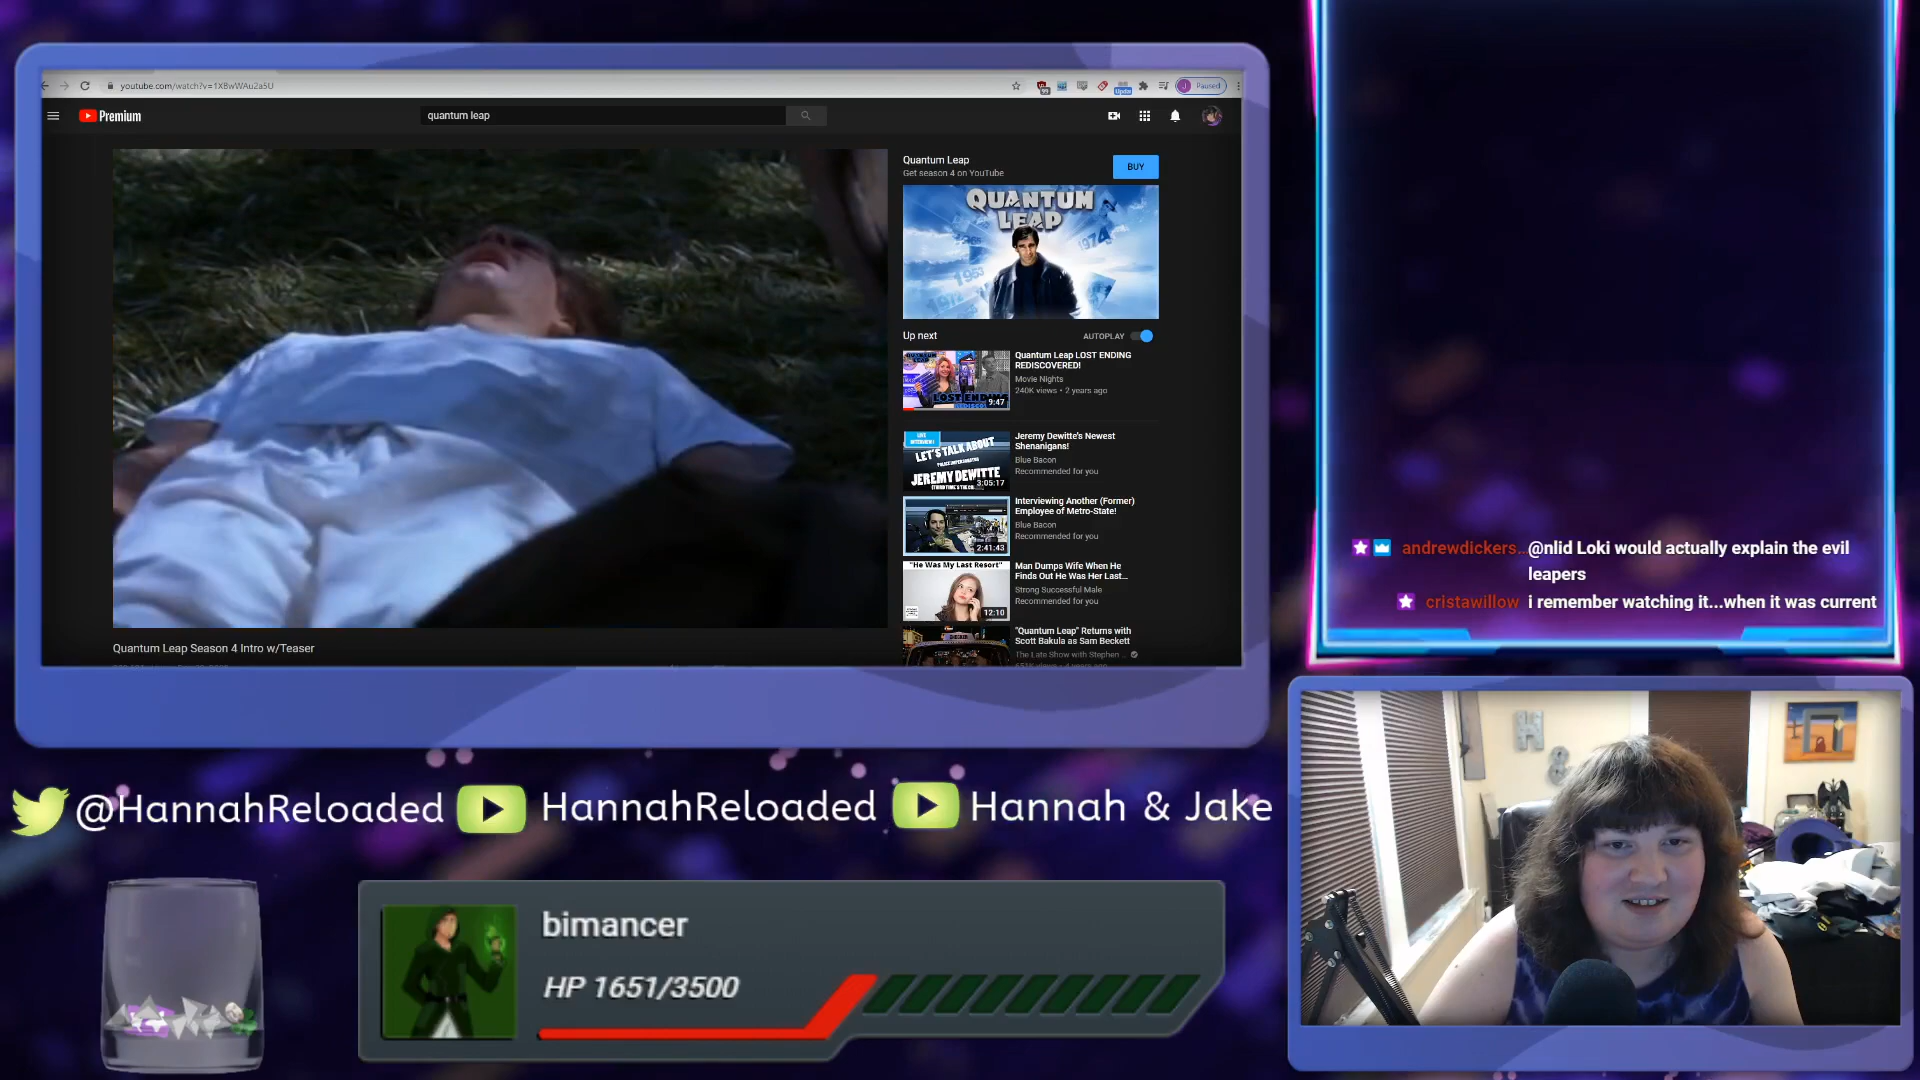 youtube.com/watch?v=1XBwWAu2a5U
Paused
Premium
quantum leap
Quantum Leap
Get season 4 on YouTube
BUY
QUANTUM
LEAP
1974
Up next
AUTOPLAY
Quantum Leap LOST ENDING
REDISCOVERED!
Movie Nights
240K views • 2 years ago
9:47
Jeremy Dewitte's Newest
Shenanigans!
Blue Bacon
Recommended for you
LET'S TALK ABOUT
JEREMY DEWITTE
3:05:17
Interviewing Another (Former)
Employee of Metro-State!
Blue Bacon
Recommended for you
2:41:43
"He Was My Last Resort"
Man Dumps Wife When He
Finds Out He Was Her Last...
Strong Successful Male
Recommended for you
12:10
"Quantum Leap" Returns with
Scott Bakula as Sam Beckett
The Late Show with Stephen ...
Quantum Leap Season 4 Intro w/Teaser
andrewdickers... @nlid Loki would actually explain the evil
leapers
cristawillow i remember watching it...when it was current
@HannahReloaded HannahReloaded Hannah & Jake
bimancer
HP 1651/3500